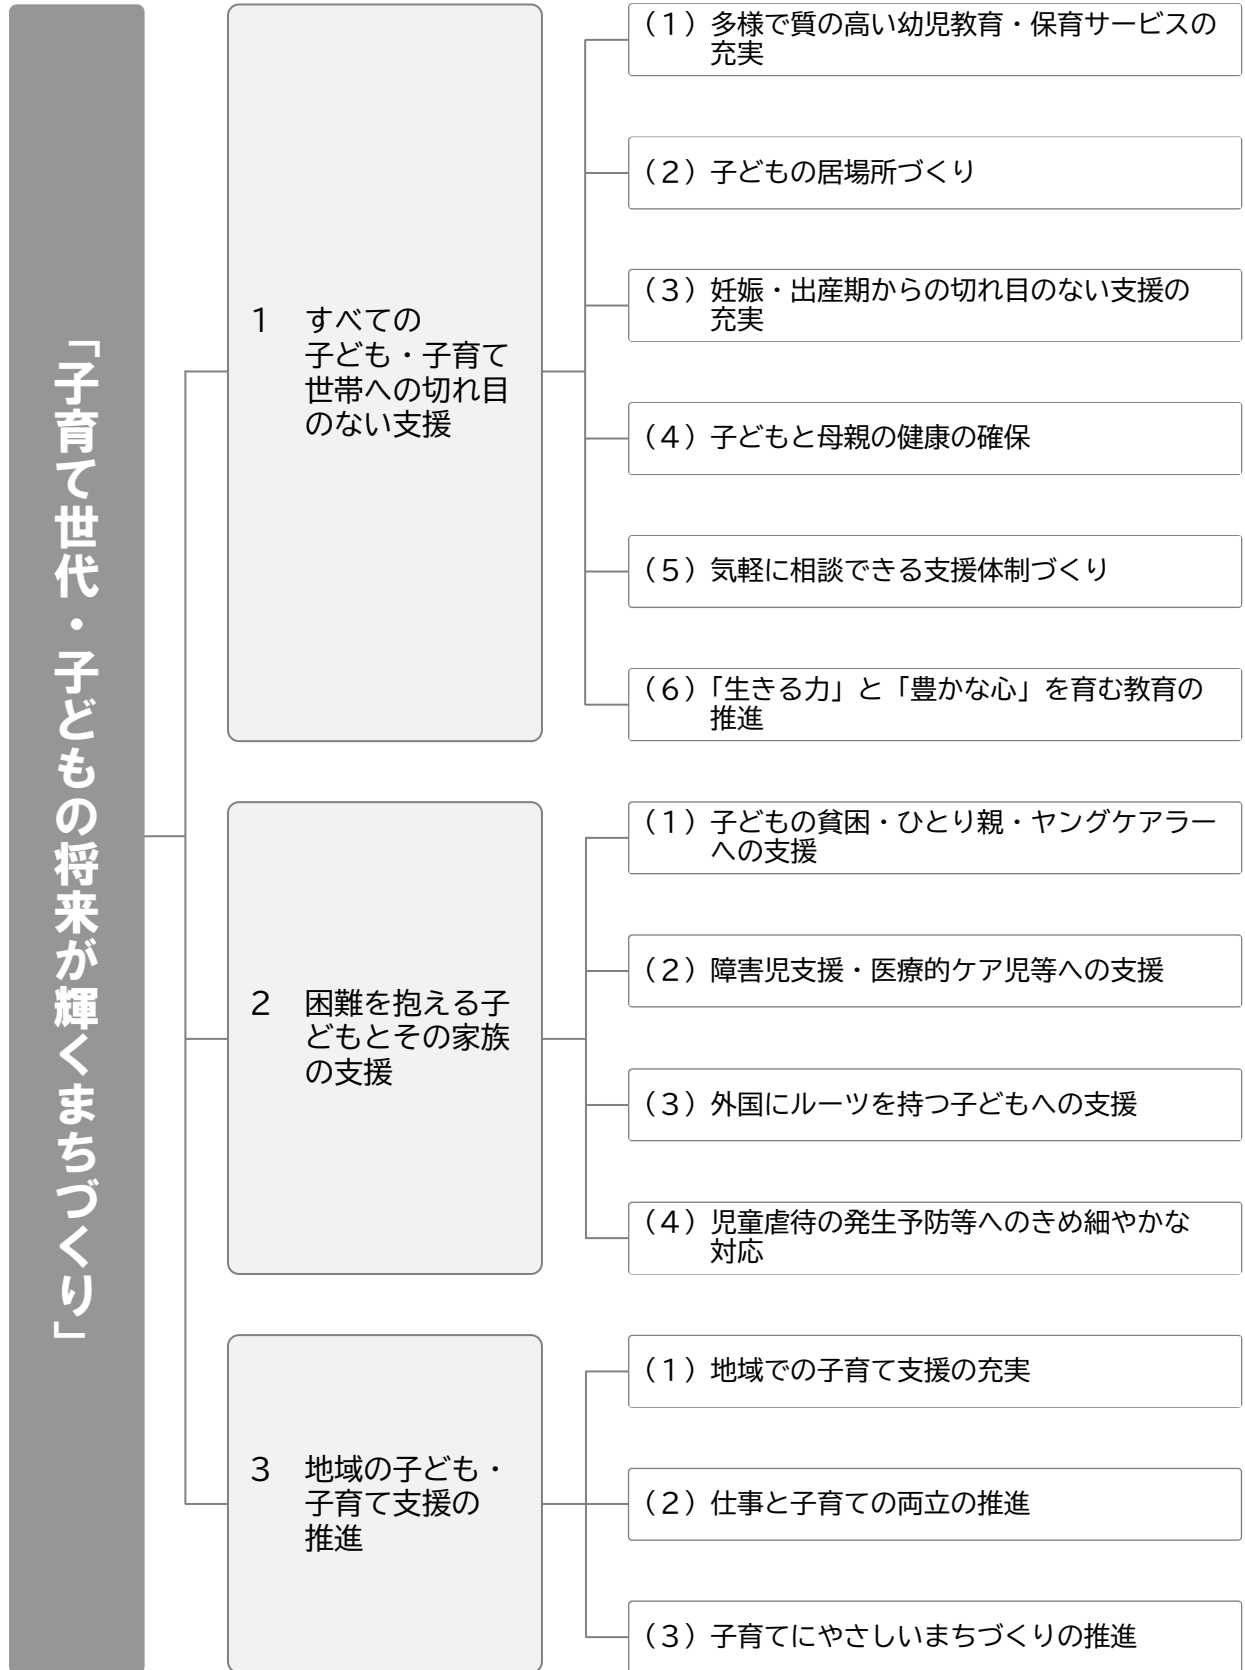 「子育て世代・子どもの将来が輝くまちづくり」
1 すべての
子ども・子育て
世帯への切れ目
のない支援
(1)多様で質の高い幼児教育・保育サービスの
充実
(2)子どもの居場所づくり
(3)妊娠・出産期からの切れ目のない支援の
充実
(4)子どもと母親の健康の確保
(5)気軽に相談できる支援体制づくり
(6)「生きる力」と「豊かな心」を育む教育の
推進
2 困難を抱える子
どもとその家族
の支援
(1)子どもの貧困・ひとり親・ヤングケアラー
への支援
(2)障害児支援・医療的ケア児等への支援
(3)外国にルーツを持つ子どもへの支援
(4)児童虐待の発生予防等へのきめ細やかな
対応
3 地域の子ども・
子育て支援の
推進
(1)地域での子育て支援の充実
(2)仕事と子育ての両立の推進
(3)子育てにやさしいまちづくりの推進